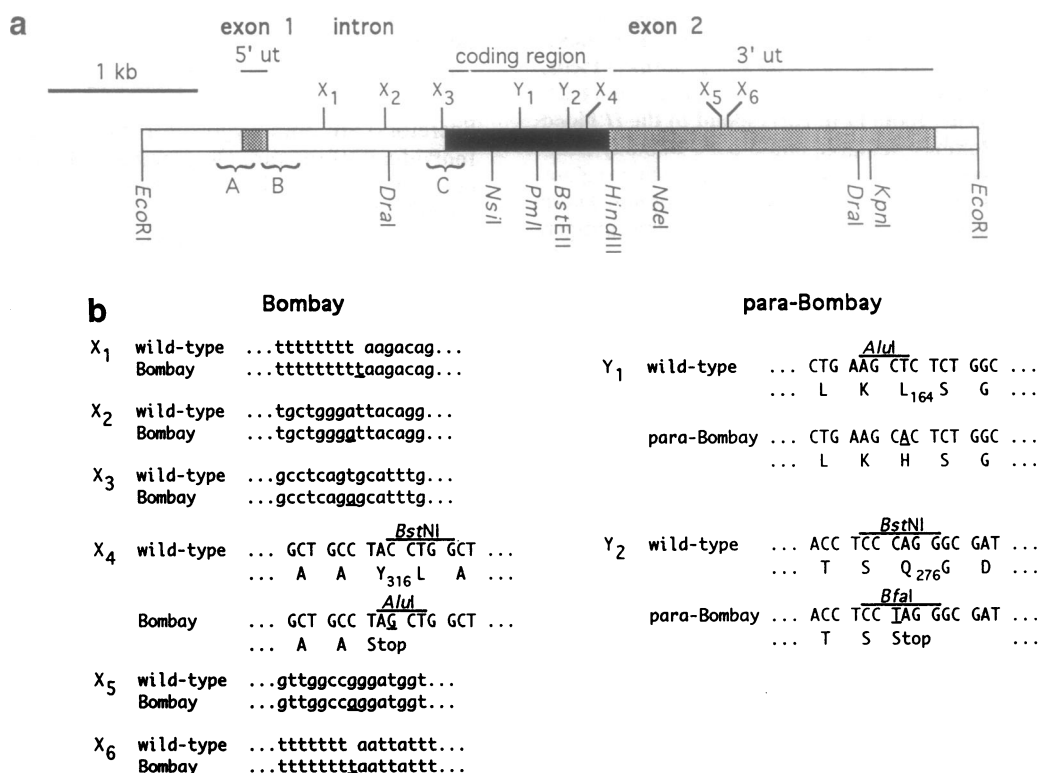 a
exon 1 intron exon 2
5' ut coding region 3' ut
1 kb
X1 X2 X3 Y1 Y2 X4 X5 X6
A B C
EcoRI DraI NsiI PmlI BstEII HindIII NdeI DraI KpnI EcoRI
b
Bombay
X1 wild-type ...tttttttt aagacag...
Bombay ...tttttttttaagacag...
X2 wild-type ...tgctgggattacagg...
Bombay
X3 wild-type ...gcctcagtgcatttg...
Bombay
BstNI
X4 wild-type ... GCT GCC TAC CTG GCT ...
... A A Y316 L A ...
AluI
Bombay ... GCT GCC TAG CTG GCT ...
... A A Stop
X5 wild-type ...gttggccgggatggt...
Bombay
X6 wild-type ...ttttttt aattattt...
Bombay ...ttttttttaattattt...
para-Bombay
AluI
Y1 wild-type ... CTG AAG CTC TCT GGC ...
... L K L164 S G ...
para-Bombay ... CTG AAG CAC TCT GGC ...
... L K H S G ...
BstNI
Y2 wild-type ... ACC TCC CAG GGC GAT ...
... T S Q276 G D ...
BfaI
para-Bombay ... ACC TCC TAG GGC GAT ...
... T S Stop ...